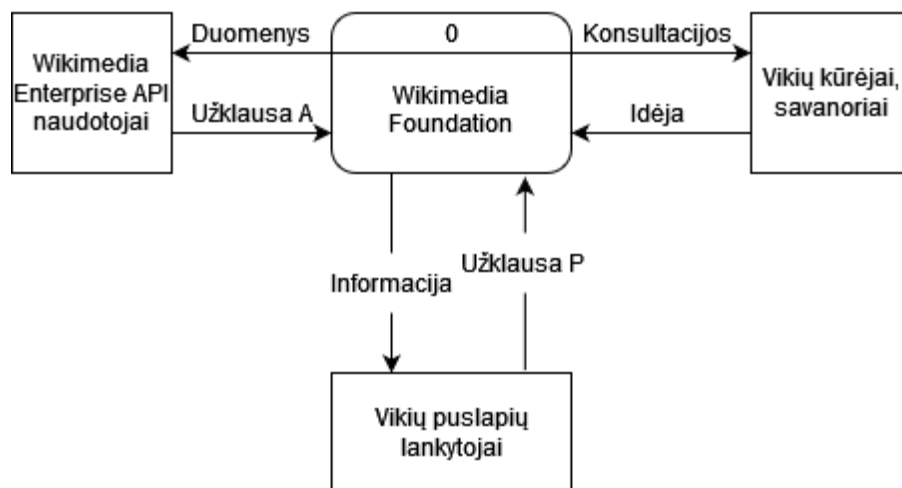 Duomenys
0
Konsultacijos
Wikimedia
Enterprise API
naudotojai
Wikimedia
Foundation
Vikių kūrėjai,
savanoriai
Užklausa A
Idėja
Informacija
Užklausa P
Vikių puslapių
lankytojai